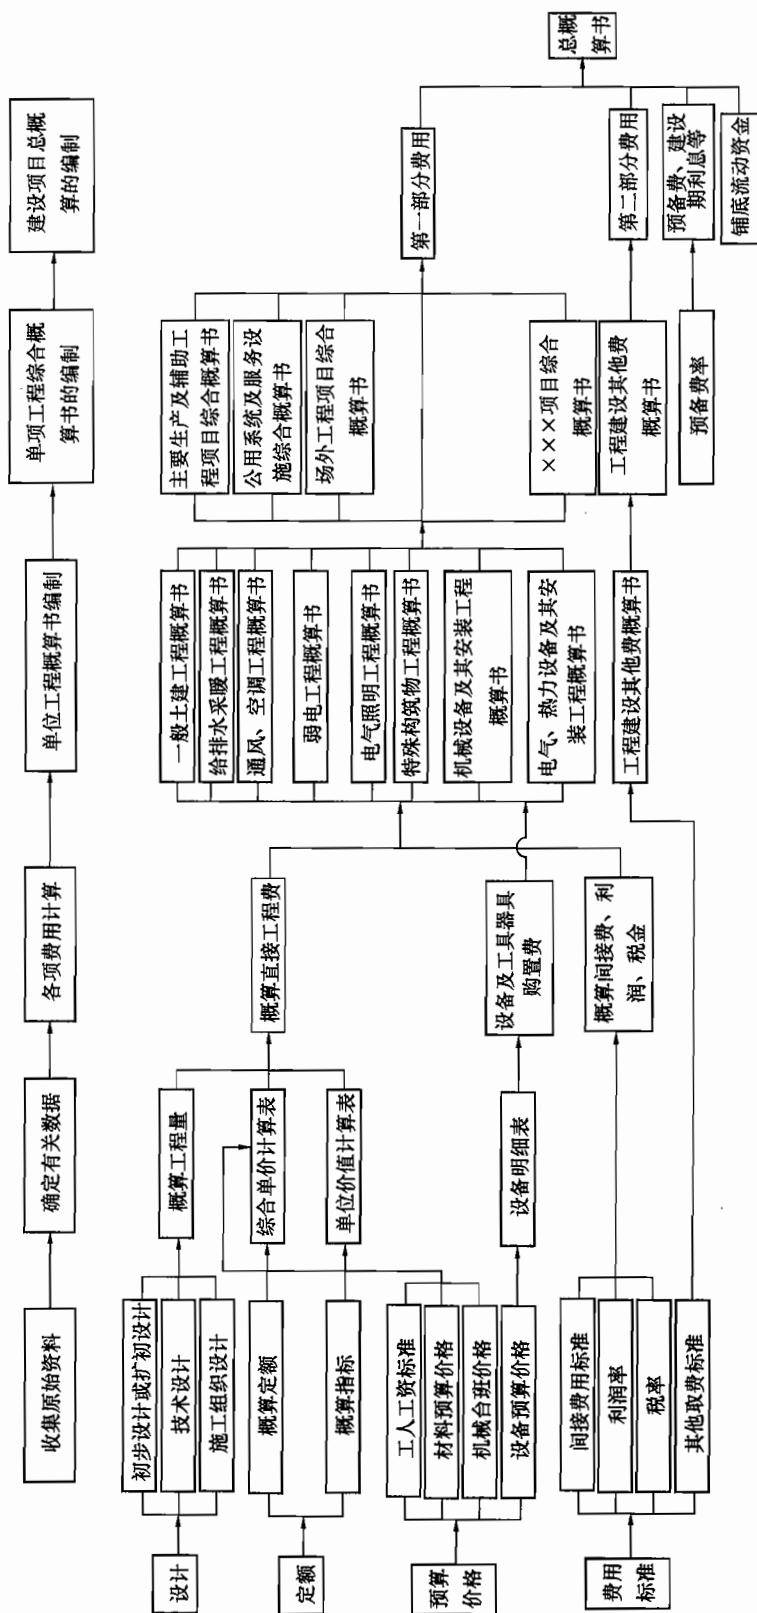 收集原始资料
确定有关数据
各项费用计算
单位工程概算书编制
单项工程综合概
算书的编制
建设项目总概
算的编制
设计
初步设计或扩初设计
技术设计
施工组织设计
概算工程量
定额
概算定额
概算指标
综合单价计算表
单位价值计算表
概算直接工程费
预算
价格
工人工资标准
材料预算价格
机械台班价格
设备预算价格
设备明细表
设备及工具器具
购置费
费用
标准
间接费用标准
利润率
税率
其他取费标准
概算间接费、利
润、税金
一般土建工程概算书
给排水采暖工程概算书
通风、空调工程概算书
弱电工程概算书
电气照明工程概算书
特殊构筑物工程概算书
机械设备及其安装工程
概算书
电气、热力设备及其安
装工程概算书
工程建设其他费概算书
主要生产及辅助工
程项目综合概算书
公用系统及服务设
施综合概算书
场外工程项目综合
概算书
×××项目综合
概算书
工程建设其他费
概算书
预备费率
第一部分费用
第二部分费用
预备费、建设
期利息等
铺底流动资金
总概
算书